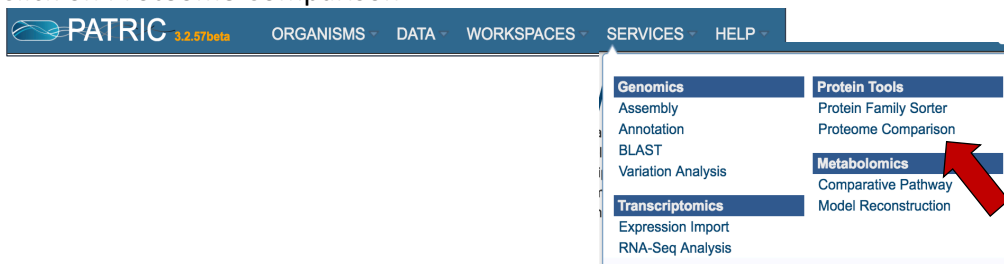 PATRIC 3.2.57beta ORGANISMS DATA WORKSPACES SERVICES HELP
Genomics
Assembly
Annotation
BLAST
Variation Analysis
Transcriptomics
Expression Import
RNA-Seq Analysis
Protein Tools
Protein Family Sorter
Proteome Comparison
Metabolomics
Comparative Pathway
Model Reconstruction